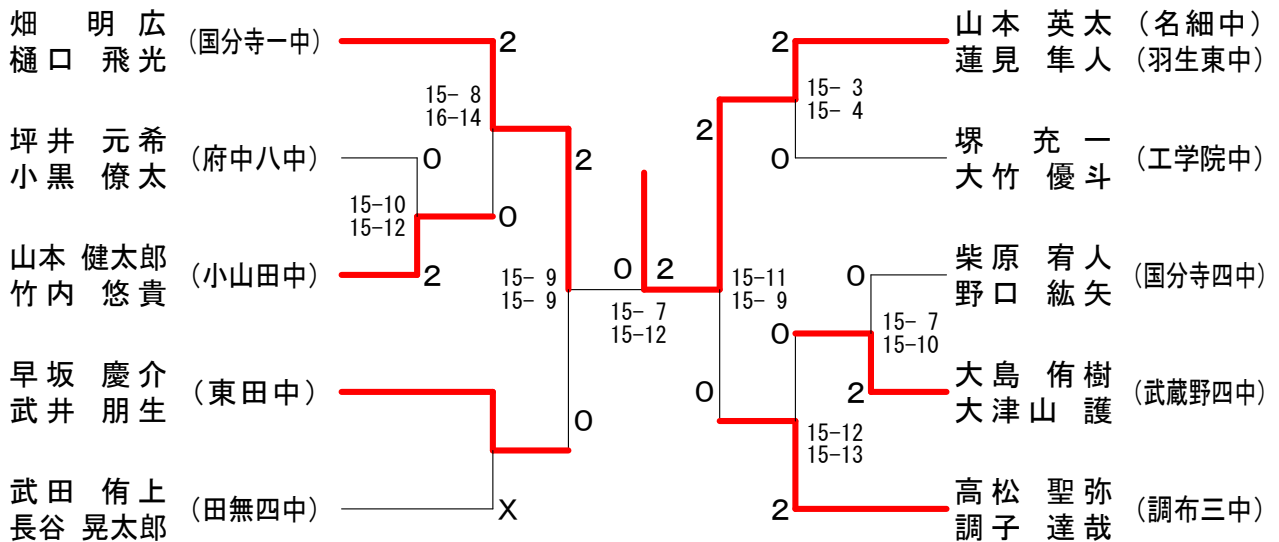 畑 明広
樋口 飛光
(国分寺一中)
2
15- 8
16-14
坪井 元希
小黒 僚太
(府中八中)
0
2
15-10
15-12
0
山本 健太郎
竹内 悠貴
(小山田中)
2
15- 9
15- 9
早坂 慶介
武井 朋生
(東田中)
0
武田 侑上
長谷 晃太郎
(田無四中)
X
0
2
15- 7
15-12
2
山本 英太
(名細中)
蓮見 隼人
(羽生東中)
15- 3
15- 4
2
0
堺 充一
大竹 優斗
(工学院中)
15-11
15- 9
0
柴原 宥人
野口 紘矢
(国分寺四中)
15- 7
15-10
0
2
大島 侑樹
大津山 護
(武蔵野四中)
0
15-12
15-13
2
高松 聖弥
調子 達哉
(調布三中)